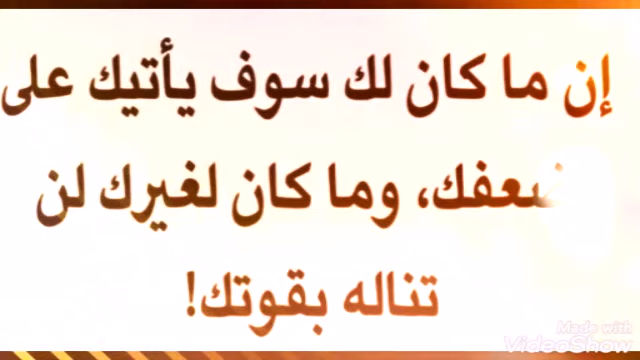 إن ما كان لك سوف يأتيك على
ضعفك، وما كان لغيرك لن
تناله بقوتك!
Made with
VideoShow